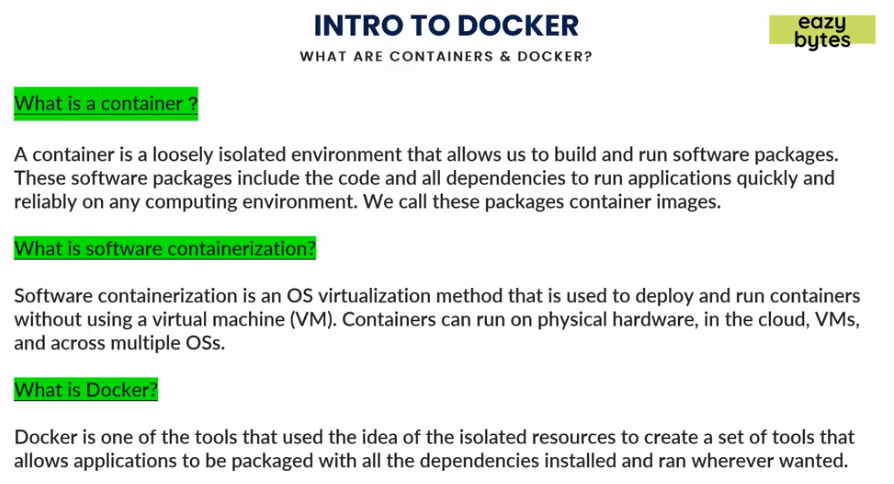 INTRO TO DOCKER
eazy
bytes
WHAT ARE CONTAINERS & DOCKER?
What is a container ?
A container is a loosely isolated environment that allows us to build and run software packages.
These software packages include the code and all dependencies to run applications quickly and
reliably on any computing environment. We call these packages container images.
What is software containerization?
Software containerization is an OS virtualization method that is used to deploy and run containers
without using a virtual machine (VM). Containers can run on physical hardware, in the cloud, VMs,
and across multiple OSs.
What is Docker?
Docker is one of the tools that used the idea of the isolated resources to create a set of tools that
allows applications to be packaged with all the dependencies installed and ran wherever wanted.